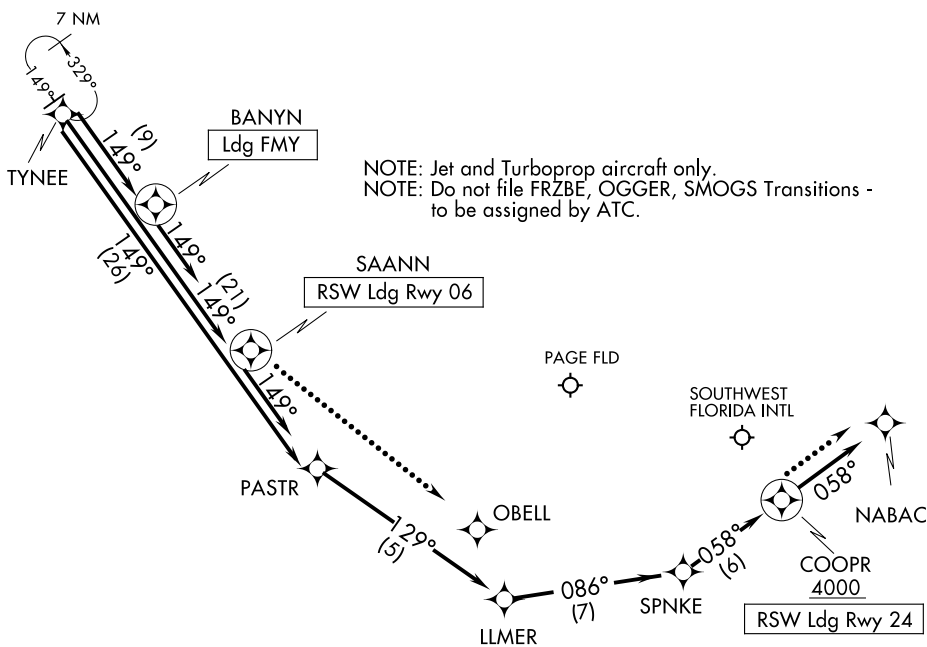 7 NM
329°
149°
TYNEE
BANYN
Ldg FMY
(9)
149°
NOTE: Jet and Turboprop aircraft only.
NOTE: Do not file FRZBE, OGGER, SMOGS Transitions -
to be assigned by ATC.
149°
(26)
149°
(21)
149°
SAANN
RSW Ldg Rwy 06
149°
PAGE FLD
SOUTHWEST
FLORIDA INTL
PASTR
129°
(5)
OBELL
LLMER
086°
(7)
SPNKE
058°
(6)
058°
NABAC
COOPR
4000
RSW Ldg Rwy 24